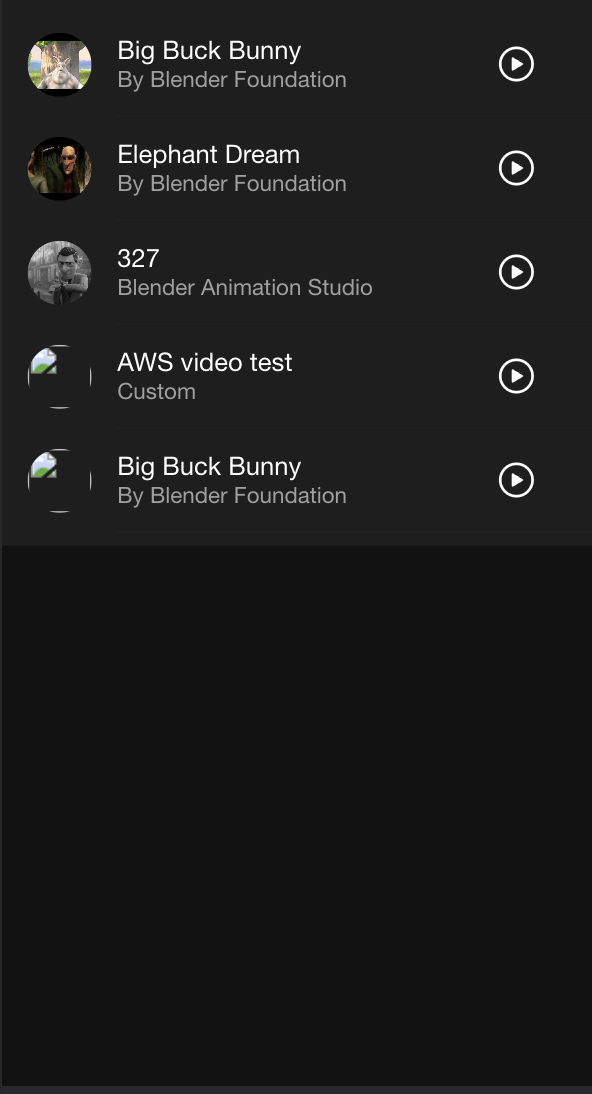 Big Buck Bunny
By Blender Foundation
Elephant Dream
By Blender Foundation
327
Blender Animation Studio
AWS video test
Custom
Big Buck Bunny
By Blender Foundation